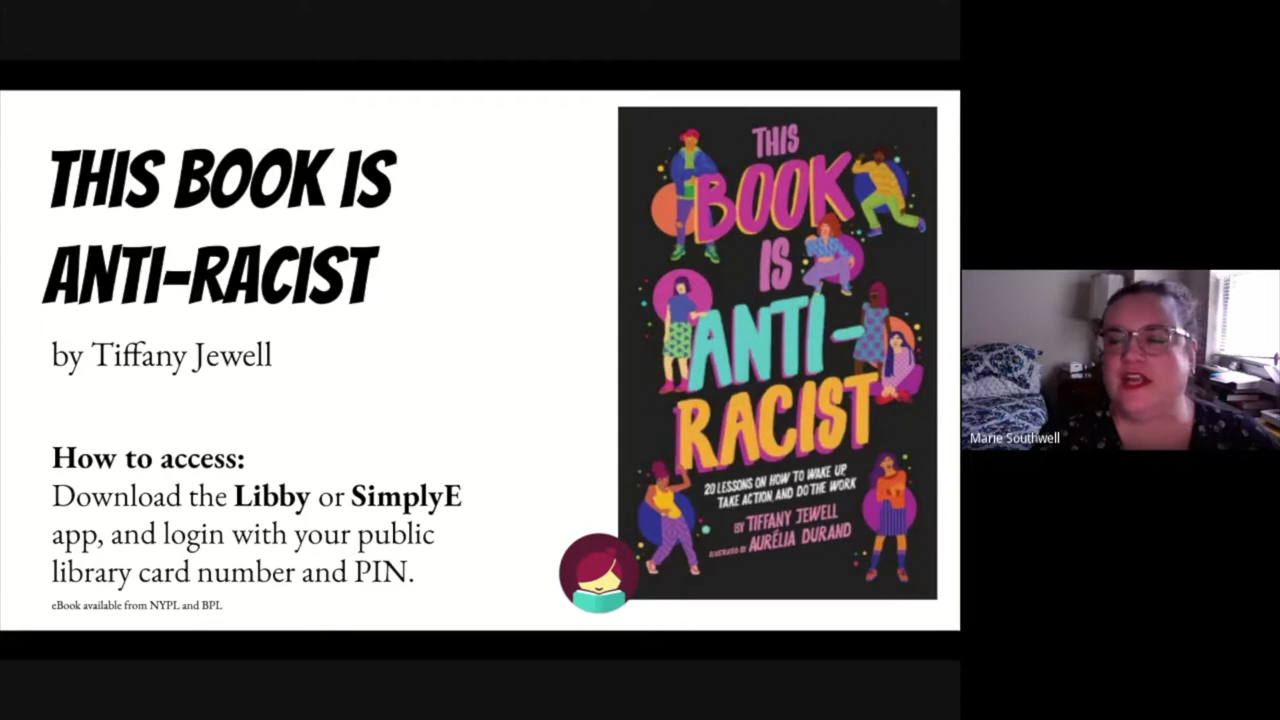 THIS BOOK IS
ANTI-RACIST
by Tiffany Jewell
How to access:
Download the Libby or SimplyE
app, and login with your public
library card number and PIN.
eBook available from NYPL and BPL
THIS
BOOK
IS
ANTI-
RACIST
20 LESSONS ON HOW TO WAKE UP,
TAKE ACTION, AND DO THE WORK
BY TIFFANY JEWELL
ILLUSTRATED BY AURÉLIA DURAND
Marie Southwell